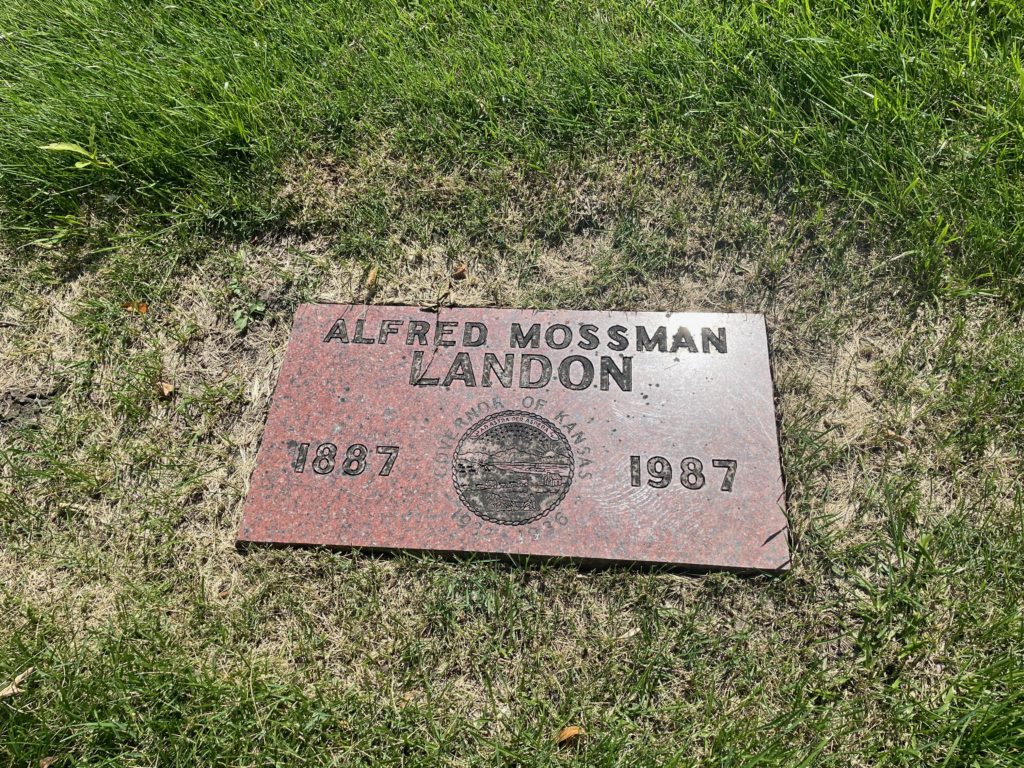 ALFRED MOSSMAN
LANDON
GOVERNOR OF KANSAS
1887
1987